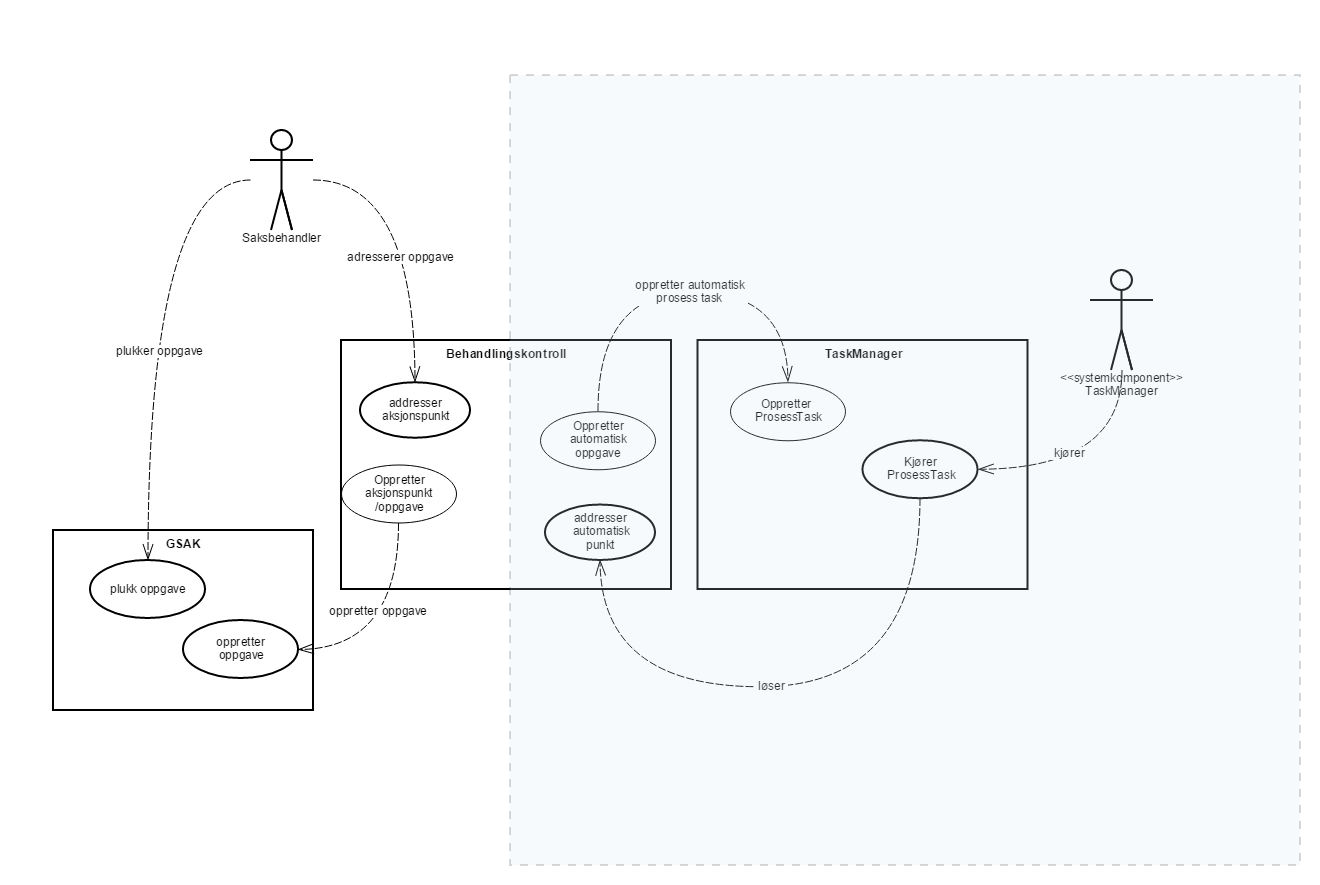 Saksbehandler
adresserer oppgave
plukker oppgave
oppretter automatisk
prosess task
<<systemkomponent>>
TaskManager
kjører
Behandlingskontroll
addresser
aksjonspunkt
Oppretter
aksjonspunkt
/oppgave
Oppretter
automatisk
oppgave
addresser
automatisk
punkt
TaskManager
Oppretter
ProsessTask
Kjører
ProsessTask
GSAK
plukk oppgave
oppretter
oppgave
oppretter oppgave
løser